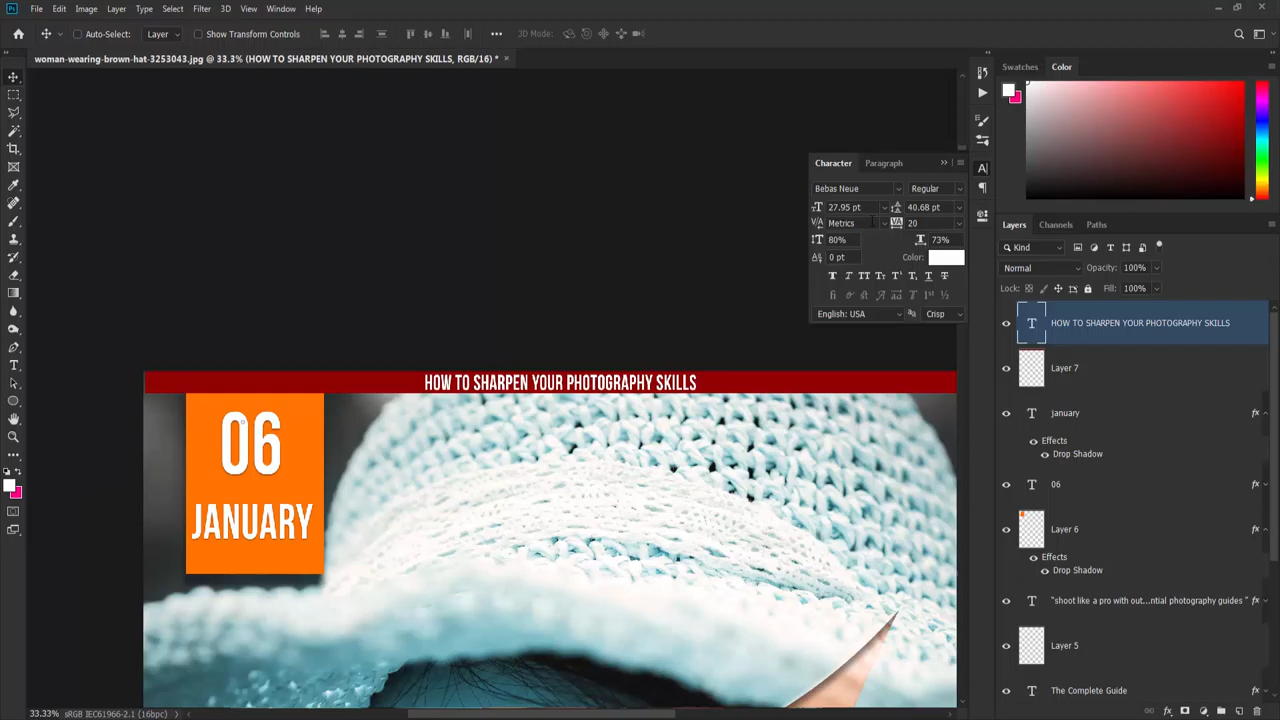 File Edit Image Layer Type Select Filter 3D View Window Help
Auto-Select: Layer Show Transform Controls 3D Mode:
woman-wearing-brown-hat-3253043.jpg @ 33.3% (HOW TO SHARPEN YOUR PHOTOGRAPHY SKILLS, RGB/16) *
Swatches Color
Character Paragraph
Bebas Neue Regular
27.95 pt 40.68 pt
Metrics 20
80% 73%
0 pt Color:
English: USA Crisp
Layers Channels Paths
Kind
Normal Opacity: 100%
Lock: Fill: 100%
HOW TO SHARPEN YOUR PHOTOGRAPHY SKILLS
Layer 7
january
Effects
Drop Shadow
06
Layer 6
Effects
Drop Shadow
"shoot like a pro with out...ntial photography guides "
Layer 5
The Complete Guide
HOW TO SHARPEN YOUR PHOTOGRAPHY SKILLS
06
JANUARY
33.33% sRGB IEC61966-2.1 (16bpc)